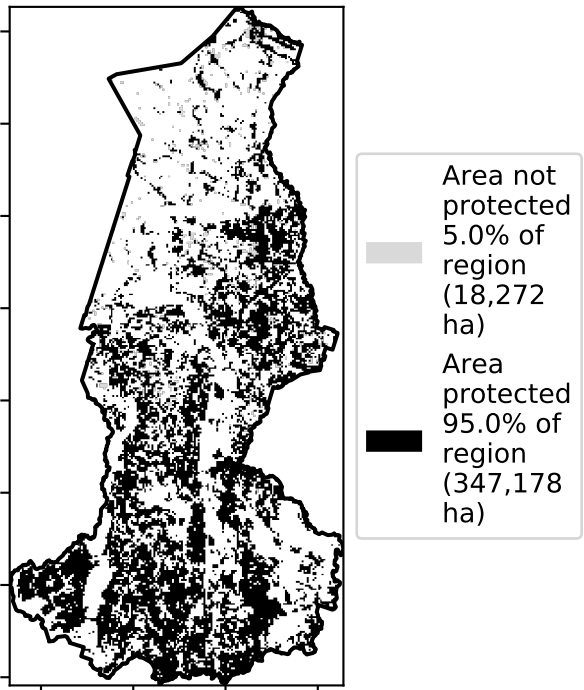 Area not
protected
5.0% of
region
(18,272
ha)
Area
protected
95.0% of
region
(347,178
ha)